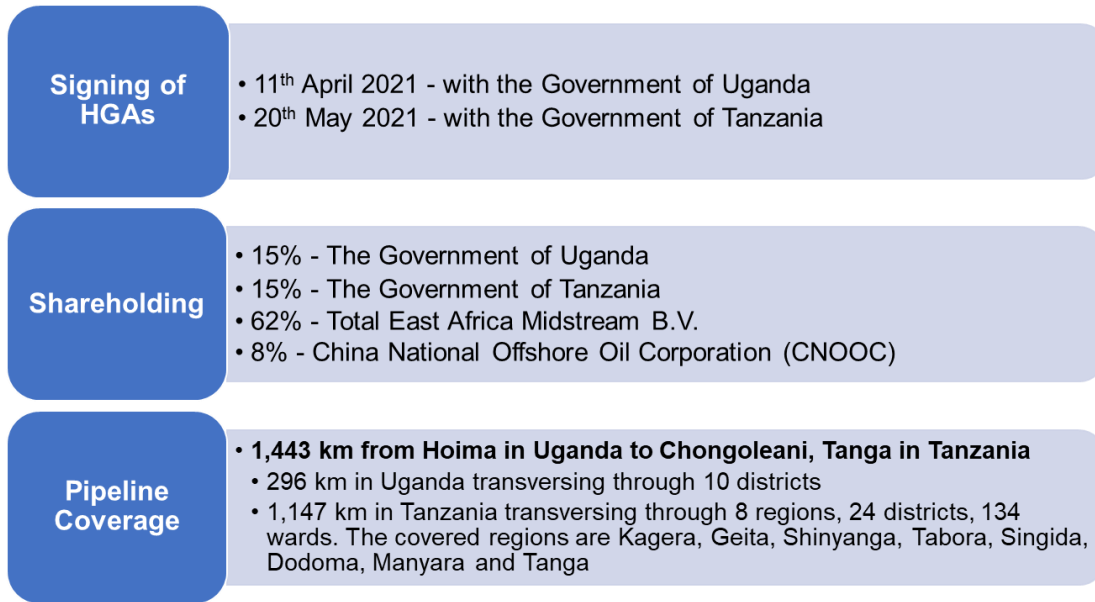 Signing of
HGAs
• 11th April 2021 - with the Government of Uganda
• 20th May 2021 - with the Government of Tanzania
Shareholding
• 15% - The Government of Uganda
• 15% - The Government of Tanzania
• 62% - Total East Africa Midstream B.V.
• 8% - China National Offshore Oil Corporation (CNOOC)
Pipeline
Coverage
• 1,443 km from Hoima in Uganda to Chongoleani, Tanga in Tanzania
• 296 km in Uganda transversing through 10 districts
• 1,147 km in Tanzania transversing through 8 regions, 24 districts, 134
wards. The covered regions are Kagera, Geita, Shinyanga, Tabora, Singida,
Dodoma, Manyara and Tanga